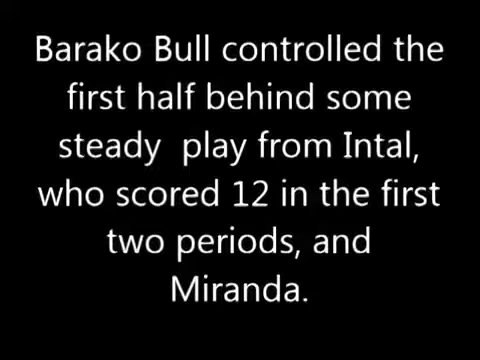 Barako Bull controlled the
first half behind some
steady  play from Intal,
who scored 12 in the first
two periods, and
Miranda.